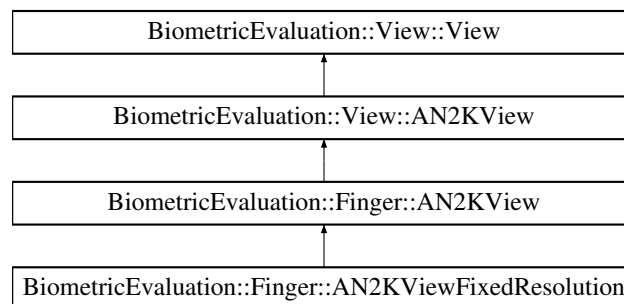 BiometricEvaluation::View::View
BiometricEvaluation::View::AN2KView
BiometricEvaluation::Finger::AN2KView
BiometricEvaluation::Finger::AN2KViewFixedResolution